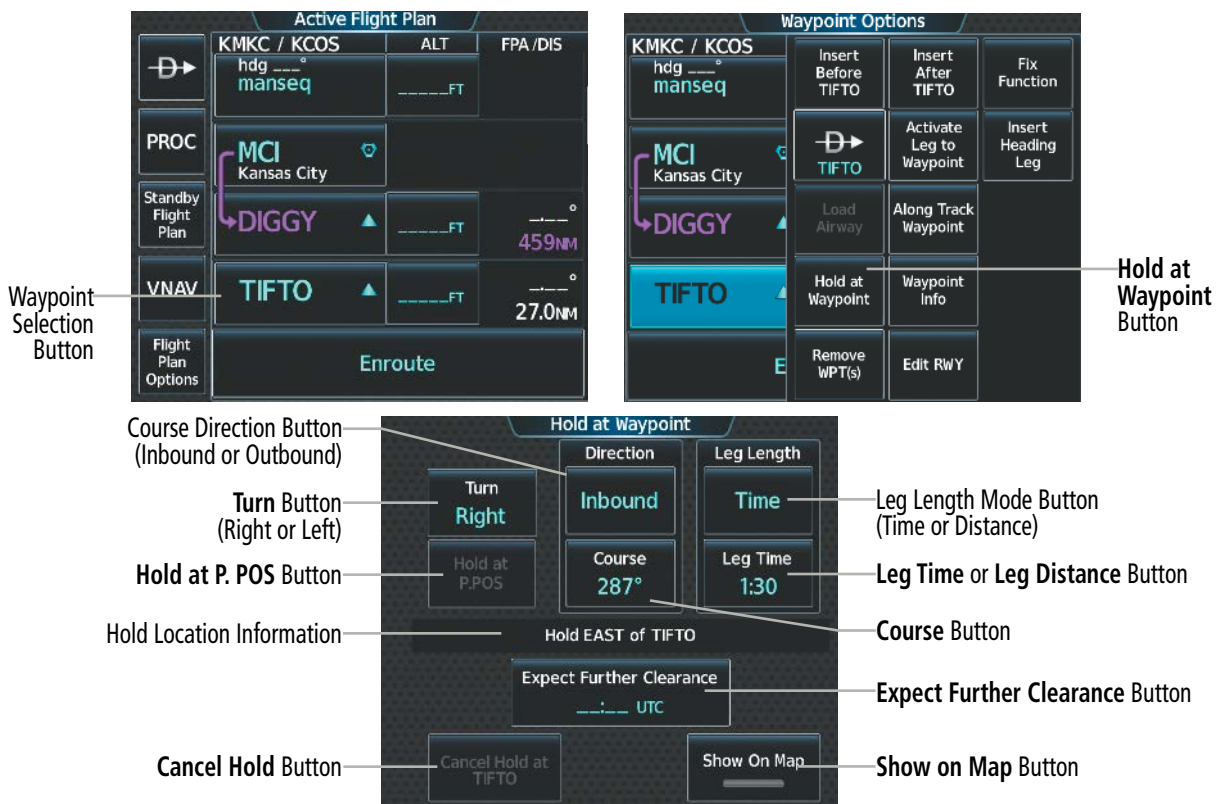 Active Flight Plan
KMKC / KCOS
ALT
FPA/DIS
hdg ___°
manseq
_____FT
PROC
MCI
Kansas City
Standby
Flight
Plan
DIGGY
_____FT
__.__°
459NM
VNAV
TIFTO
_____FT
__.__°
27.0NM
Flight
Plan
Options
Enroute
Waypoint
Selection
Button
Waypoint Options
KMKC / KCOS
hdg ___°
manseq
MCI
Kansas City
DIGGY
TIFTO
E
Insert
Before
TIFTO
Insert
After
TIFTO
Fix
Function
D
TIFTO
Activate
Leg to
Waypoint
Insert
Heading
Leg
Load
Airway
Along Track
Waypoint
Hold at
Waypoint
Waypoint
Info
Remove
WPT(s)
Edit RWY
Hold at
Waypoint
Button
Hold at Waypoint
Direction
Leg Length
Turn
Right
Inbound
Time
Hold at
P.POS
Course
287°
Leg Time
1:30
Hold EAST of TIFTO
Expect Further Clearance
__:__ UTC
Cancel Hold at
TIFTO
Show On Map
Course Direction Button
(Inbound or Outbound)
Turn Button
(Right or Left)
Hold at P. POS Button
Hold Location Information
Cancel Hold Button
Leg Length Mode Button
(Time or Distance)
Leg Time or Leg Distance Button
Course Button
Expect Further Clearance Button
Show on Map Button